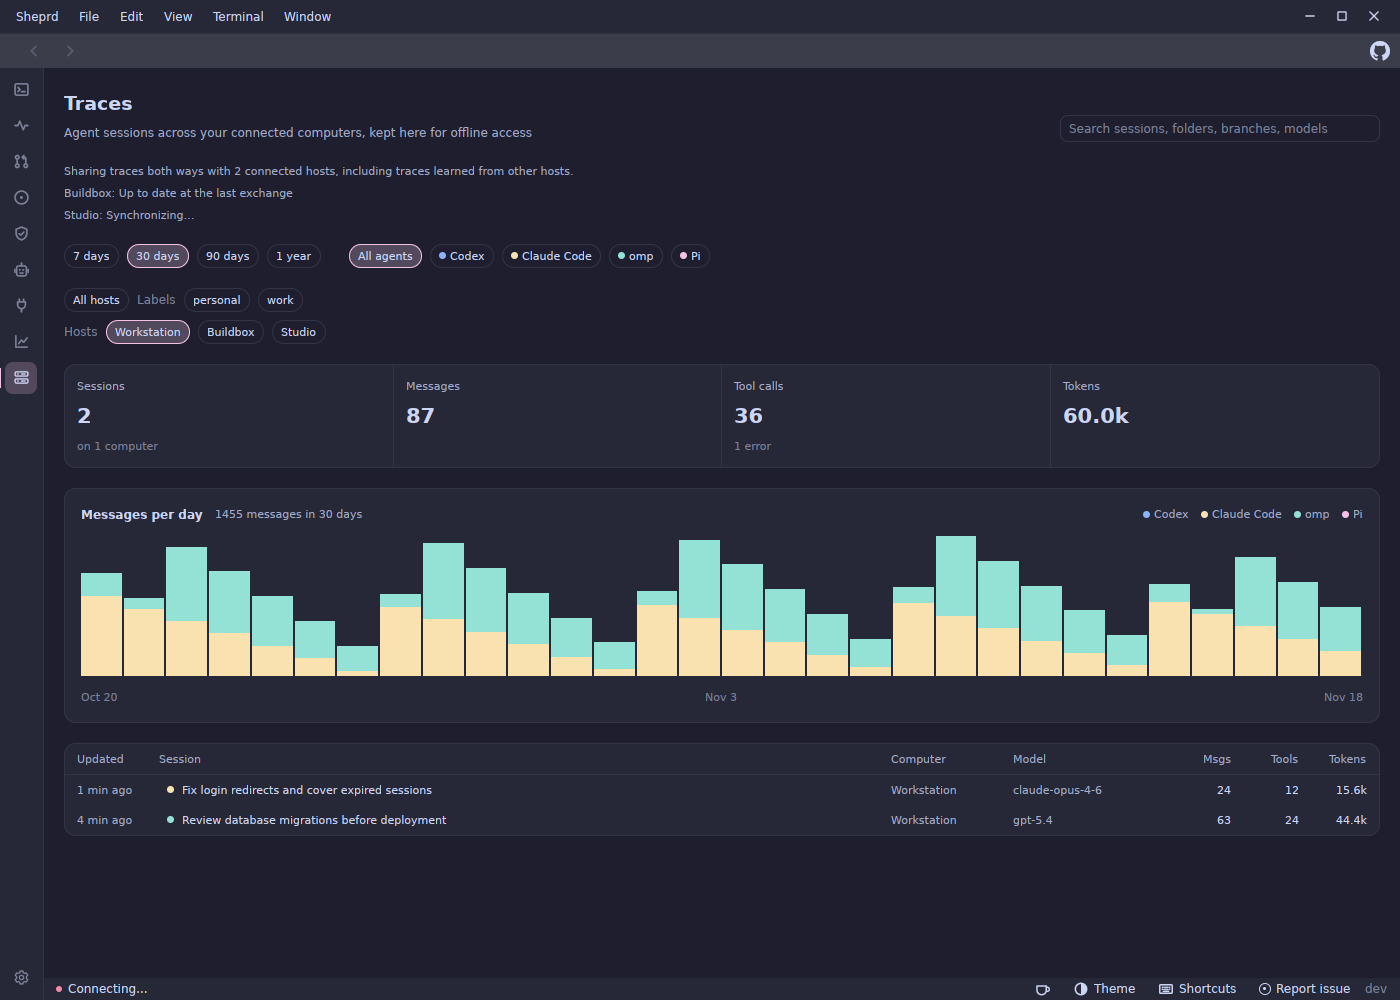 Sheprd File Edit View Terminal Window
Traces
Agent sessions across your connected computers, kept here for offline access
Search sessions, folders, branches, models
Sharing traces both ways with 2 connected hosts, including traces learned from other hosts.
Buildbox: Up to date at the last exchange
Studio: Synchronizing...
7 days 30 days 90 days 1 year All agents Codex Claude Code omp Pi
All hosts Labels personal work
Hosts Workstation Buildbox Studio
Sessions Messages Tool calls Tokens
2 87 36 60.0k
on 1 computer 1 error
Messages per day 1455 messages in 30 days Codex Claude Code omp Pi
Oct 20 Nov 3 Nov 18
Updated Session Computer Model Msgs Tools Tokens
1 min ago Fix login redirects and cover expired sessions Workstation claude-opus-4-6 24 12 15.6k
4 min ago Review database migrations before deployment Workstation gpt-5.4 63 24 44.4k
Connecting... Theme Shortcuts Report issue dev